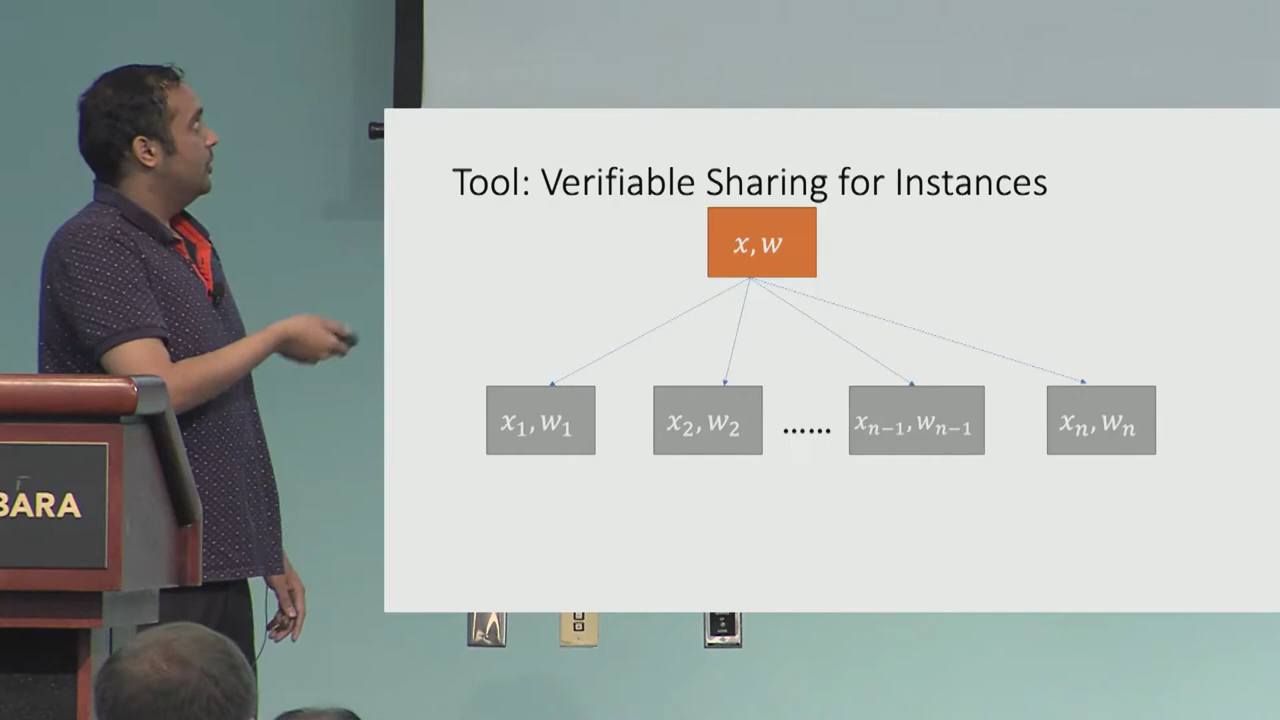 Tool: Verifiable Sharing for Instances
x, w
x₁, w₁
x₂, w₂
......
xₙ₋₁, wₙ₋₁
xₙ, wₙ
BARA